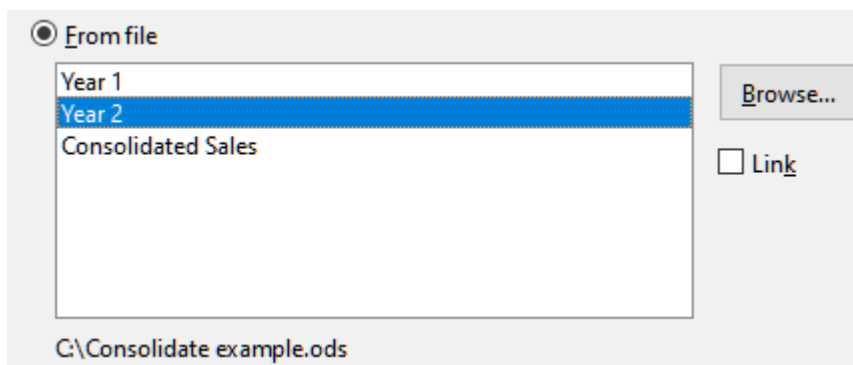 From file
Year 1
Browse...
Year 2
Consolidated Sales
Link
C:\Consolidate example.ods